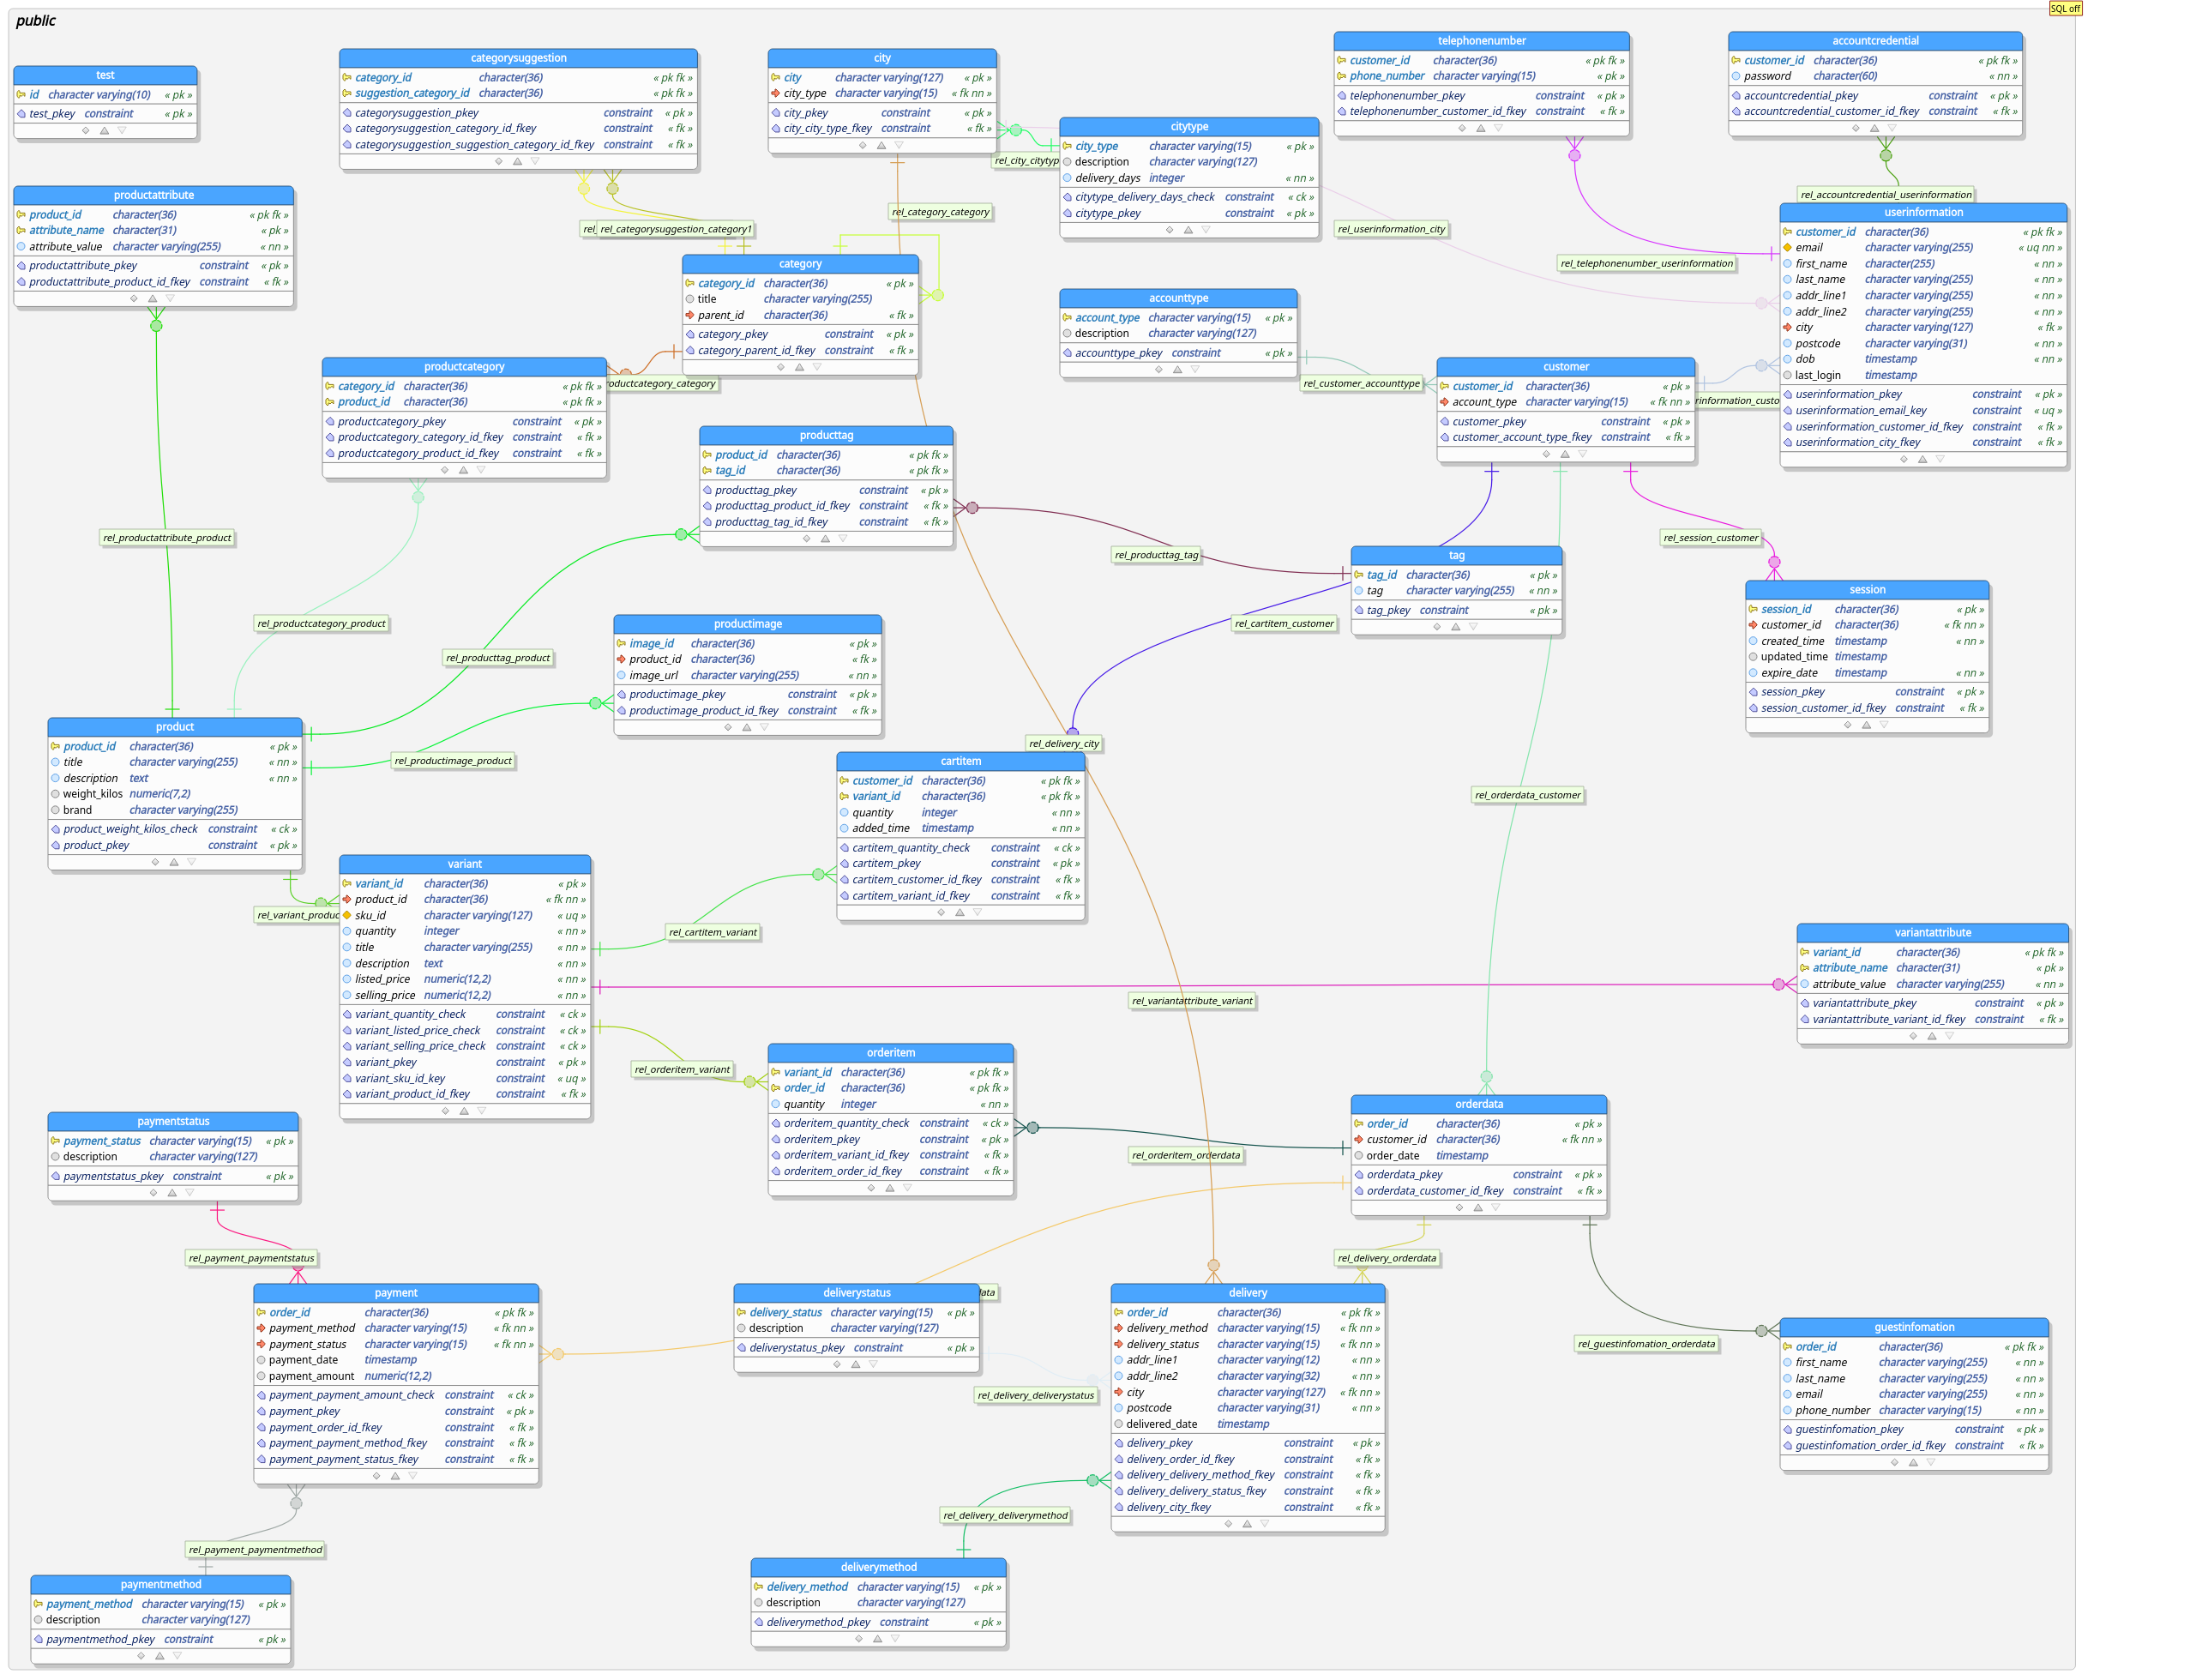 public
SQL off
test
id character varying(10) « pk »
test_pkey constraint « pk »
categorysuggestion
category_id character(36) « pk fk »
suggestion_category_id character(36) « pk fk »
categorysuggestion_pkey constraint « pk »
categorysuggestion_category_id_fkey constraint « fk »
categorysuggestion_suggestion_category_id_fkey constraint « fk »
city
city character varying(127) « pk »
city_type character varying(15) « fk nn »
city_pkey constraint « pk »
city_city_type_fkey constraint « fk »
citytype
city_type character varying(15) « pk »
description character varying(127)
delivery_days integer « nn »
citytype_delivery_days_check constraint « ck »
citytype_pkey constraint « pk »
telephonenumber
customer_id character(36) « pk fk »
phone_number character varying(15) « pk »
telephonenumber_pkey constraint « pk »
telephonenumber_customer_id_fkey constraint « fk »
accountcredential
customer_id character(36) « pk fk »
password character(60) « nn »
accountcredential_pkey constraint « pk »
accountcredential_customer_id_fkey constraint « fk »
rel_city_citytyp
rel_accountcredential_userinformation
productattribute
product_id character(36) « pk fk »
attribute_name character(31) « pk »
attribute_value character varying(255) « nn »
productattribute_pkey constraint « pk »
productattribute_product_id_fkey constraint « fk »
rel_
rel_categorysuggestion_category1
rel_category_category
rel_userinformation_city
rel_telephonenumber_userinformation
userinformation
customer_id character(36) « pk fk »
email character varying(255) « uq nn »
first_name character(255) « nn »
last_name character varying(255) « nn »
addr_line1 character varying(255) « nn »
addr_line2 character varying(255) « nn »
city character varying(127) « fk »
postcode character varying(31) « nn »
dob timestamp « nn »
last_login timestamp
userinformation_pkey constraint « pk »
userinformation_email_key constraint « uq »
userinformation_customer_id_fkey constraint « fk »
userinformation_city_fkey constraint « fk »
category
category_id character(36) « pk »
title character varying(255)
parent_id character(36) « fk »
category_pkey constraint « pk »
category_parent_id_fkey constraint « fk »
accounttype
account_type character varying(15) « pk »
description character varying(127)
accounttype_pkey constraint « pk »
productcategory
category_id character(36) « pk fk »
product_id character(36) « pk fk »
productcategory_pkey constraint « pk »
productcategory_category_id_fkey constraint « fk »
productcategory_product_id_fkey constraint « fk »
roductcategory_category
rel_customer_accounttype
customer
customer_id character(36) « pk »
account_type character varying(15) « fk nn »
customer_pkey constraint « pk »
customer_account_type_fkey constraint « fk »
rinformation_custo
producttag
product_id character(36) « pk fk »
tag_id character(36) « pk fk »
producttag_pkey constraint « pk »
producttag_product_id_fkey constraint « fk »
producttag_tag_id_fkey constraint « fk »
rel_productattribute_product
rel_producttag_tag
rel_session_customer
tag
tag_id character(36) « pk »
tag character varying(255) « nn »
tag_pkey constraint « pk »
session
session_id character(36) « pk »
customer_id character(36) « fk nn »
created_time timestamp « nn »
updated_time timestamp
expire_date timestamp « nn »
session_pkey constraint « pk »
session_customer_id_fkey constraint « fk »
rel_productcategory_product
rel_cartitem_customer
productimage
image_id character(36) « pk »
product_id character(36) « fk »
image_url character varying(255) « nn »
productimage_pkey constraint « pk »
productimage_product_id_fkey constraint « fk »
rel_producttag_product
product
product_id character(36) « pk »
title character varying(255) « nn »
description text « nn »
weight_kilos numeric(7,2)
brand character varying(255)
product_weight_kilos_check constraint « ck »
product_pkey constraint « pk »
rel_productimage_product
rel_delivery_city
cartitem
customer_id character(36) « pk fk »
variant_id character(36) « pk fk »
quantity integer « nn »
added_time timestamp « nn »
cartitem_quantity_check constraint « ck »
cartitem_pkey constraint « pk »
cartitem_customer_id_fkey constraint « fk »
cartitem_variant_id_fkey constraint « fk »
rel_orderdata_customer
variant
variant_id character(36) « pk »
product_id character(36) « fk nn »
sku_id character varying(127) « uq »
quantity integer « nn »
title character varying(255) « nn »
description text « nn »
listed_price numeric(12,2) « nn »
selling_price numeric(12,2) « nn »
variant_quantity_check constraint « ck »
variant_listed_price_check constraint « ck »
variant_selling_price_check constraint « ck »
variant_pkey constraint « pk »
variant_sku_id_key constraint « uq »
variant_product_id_fkey constraint « fk »
rel_variant_produc
rel_cartitem_variant
variantattribute
variant_id character(36) « pk fk »
attribute_name character(31) « pk »
attribute_value character varying(255) « nn »
variantattribute_pkey constraint « pk »
variantattribute_variant_id_fkey constraint « fk »
rel_variantattribute_variant
rel_orderitem_variant
orderitem
variant_id character(36) « pk fk »
order_id character(36) « pk fk »
quantity integer « nn »
orderitem_quantity_check constraint « ck »
orderitem_pkey constraint « pk »
orderitem_variant_id_fkey constraint « fk »
orderitem_order_id_fkey constraint « fk »
orderdata
order_id character(36) « pk »
customer_id character(36) « fk nn »
order_date timestamp
orderdata_pkey constraint « pk »
orderdata_customer_id_fkey constraint « fk »
rel_orderitem_orderdata
paymentstatus
payment_status character varying(15) « pk »
description character varying(127)
paymentstatus_pkey constraint « pk »
rel_payment_paymentstatus
rel_delivery_orderdata
payment
order_id character(36) « pk fk »
payment_method character varying(15) « fk nn »
payment_status character varying(15) « fk nn »
payment_date timestamp
payment_amount numeric(12,2)
payment_payment_amount_check constraint « ck »
payment_pkey constraint « pk »
payment_order_id_fkey constraint « fk »
payment_payment_method_fkey constraint « fk »
payment_payment_status_fkey constraint « fk »
deliverystatus
delivery_status character varying(15) « pk »
description character varying(127)
deliverystatus_pkey constraint « pk »
data
delivery
order_id character(36) « pk fk »
delivery_method character varying(15) « fk nn »
delivery_status character varying(15) « fk nn »
addr_line1 character varying(12) « nn »
addr_line2 character varying(32) « nn »
city character varying(127) « fk nn »
postcode character varying(31) « nn »
delivered_date timestamp
delivery_pkey constraint « pk »
delivery_order_id_fkey constraint « fk »
delivery_delivery_method_fkey constraint « fk »
delivery_delivery_status_fkey constraint « fk »
delivery_city_fkey constraint « fk »
rel_guestinfomation_orderdata
guestinfomation
order_id character(36) « pk fk »
first_name character varying(255) « nn »
last_name character varying(255) « nn »
email character varying(255) « nn »
phone_number character varying(15) « nn »
guestinfomation_pkey constraint « pk »
guestinfomation_order_id_fkey constraint « fk »
rel_delivery_deliverystatus
rel_delivery_deliverymethod
rel_payment_paymentmethod
paymentmethod
payment_method character varying(15) « pk »
description character varying(127)
paymentmethod_pkey constraint « pk »
deliverymethod
delivery_method character varying(15) « pk »
description character varying(127)
deliverymethod_pkey constraint « pk »